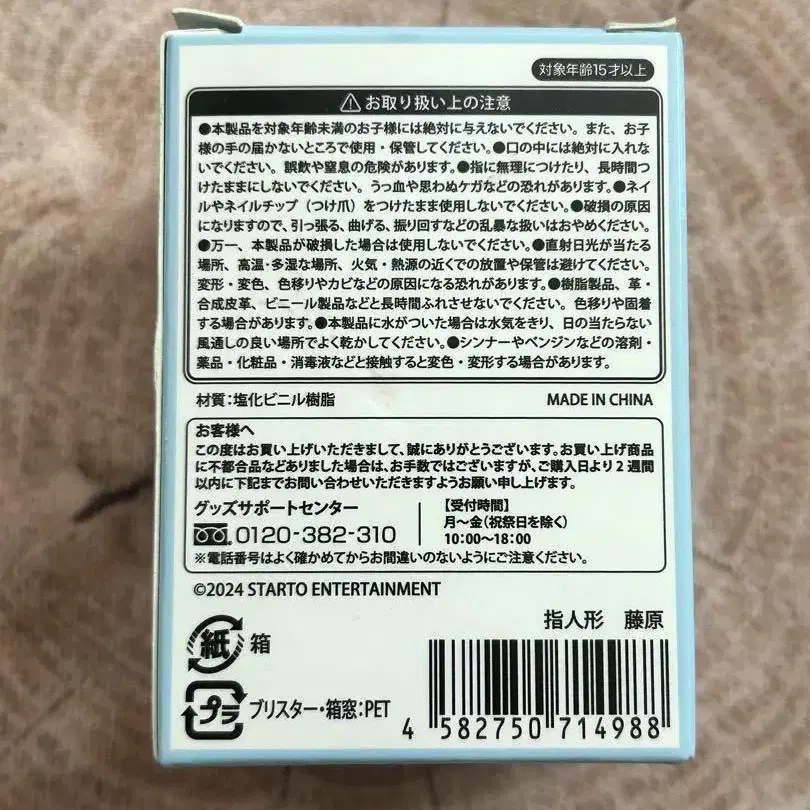 対象年齢15才以上
お取り扱い上の注意
●本製品を対象年齢未満のお子様には絶対に与えないでください。また、お子
様の手の届かないところで使用・保管してください。●口の中には絶対に入れな
いでください。誤飲や窒息の危険があります。●指に無理につけたり、長時間つ
けたままにしないでください。うっ血や思わぬケガなどの恐れがあります。●ネイ
ルやネイルチップ（つけ爪）をつけたまま使用しないでください。●破損の原因
になりますので、引っ張る、曲げる、振り回すなどの乱暴な扱いはおやめください。
●万一、本製品が破損した場合は使用しないでください。●直射日光が当たる
場所、高温・多湿な場所、火気・熱源の近くでの放置や保管は避けてください。
変形・変色、色移りやカビなどの原因になる恐れがあります。●樹脂製品、革・
合成皮革、ビニール製品などと長時間ふれさせないでください。色移りや固着
する場合があります。●本製品に水がついた場合は水気をきり、日の当たらない
風通しの良い場所でよく乾かしてください。●シンナーやベンジンなどの溶剤・
薬品・化粧品・消毒液などと接触すると変色・変形する場合があります。
材質：塩化ビニル樹脂 MADE IN CHINA
お客様へ
この度はお買い上げいただきまして、誠にありがとうございます。お買い上げ商品
に不都合品などありました場合は、お手数ではございますが、ご購入日より2週間
以内に下記までお問い合わせいただきますようお願い申し上げます。
グッズサポートセンター
0120-382-310
【受付時間】
月～金（祝祭日を除く）
10：00～18：00
※電話番号はよく確かめてからお間違いのないようにご注意ください。
©2024 STARTO ENTERTAINMENT
指人形 藤原
紙 箱
プラ ブリスター・箱窓：PET
4 582750 714988